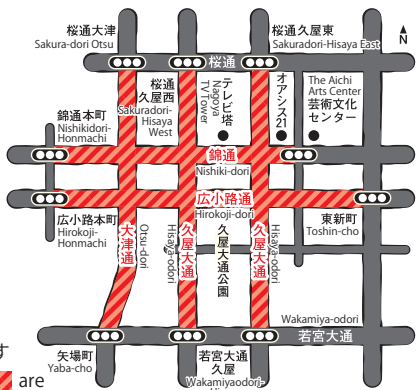 桜通大津
Sakura-dori Otsu
桜通久屋東
Sakuradori-Hisaya East
N
桜通
桜通
久屋西
Sakuradori-
Hisaya
West
テレビ塔
Nagoya
TV Tower
オアシス21
The Aichi
Arts Center
芸術文化
センター
錦通本町
Nishikidori-
Honmachi
錦通
Nishiki-dori
広小路通
Hirokoji-dori
広小路本町
Hirokoji-
Honmachi
東新町
Toshin-cho
大津通
Otsu-dori
久屋大通
Hisaya-odori
久屋大通公園
久屋大通
Hisaya-odori
Wakamiya-odori
若宮大通
す
are
矢場町
Yaba-cho
若宮大通
久屋
Wakamiyaodori-